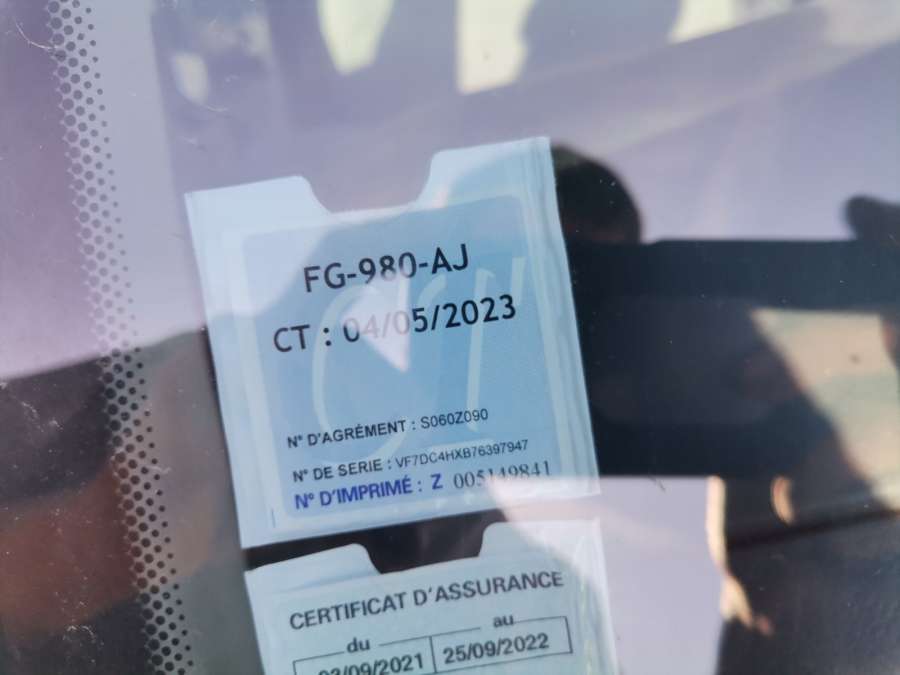 FG-980-AJ
CT : 04/05/2023
N° D'AGRÉMENT : S060Z090
N° DE SERIE : VF7DC4HXB76397947
N° D'IMPRIMÉ : Z 005149841
CERTIFICAT D'ASSURANCE
du au
25/09/2022